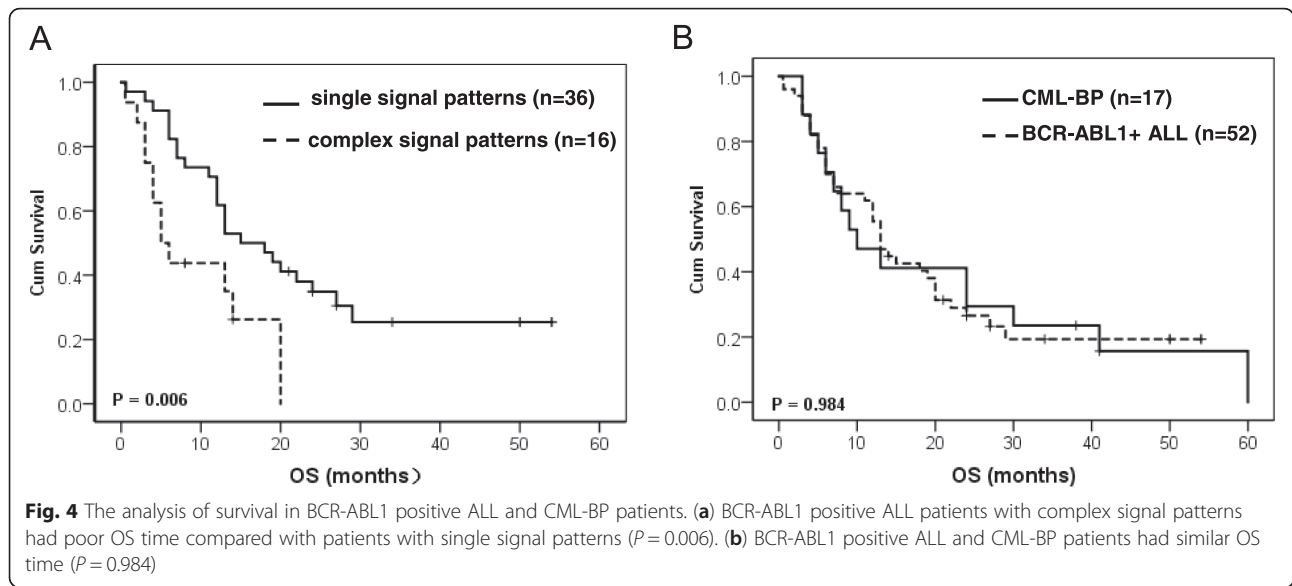 A
1.0
0.8
0.6
0.4
0.2
0.0
Cum Survival
single signal patterns (n=36)
complex signal patterns (n=16)
P = 0.006
0 10 20 30 40 50 60
OS (months）
B
1.0
0.8
0.6
0.4
0.2
0.0
Cum Survival
CML-BP (n=17)
BCR-ABL1+ ALL (n=52)
P = 0.984
0 10 20 30 40 50 60
OS (months)
Fig. 4 The analysis of survival in BCR-ABL1 positive ALL and CML-BP patients. (a) BCR-ABL1 positive ALL patients with complex signal patterns
had poor OS time compared with patients with single signal patterns (P = 0.006). (b) BCR-ABL1 positive ALL and CML-BP patients had similar OS
time (P = 0.984)